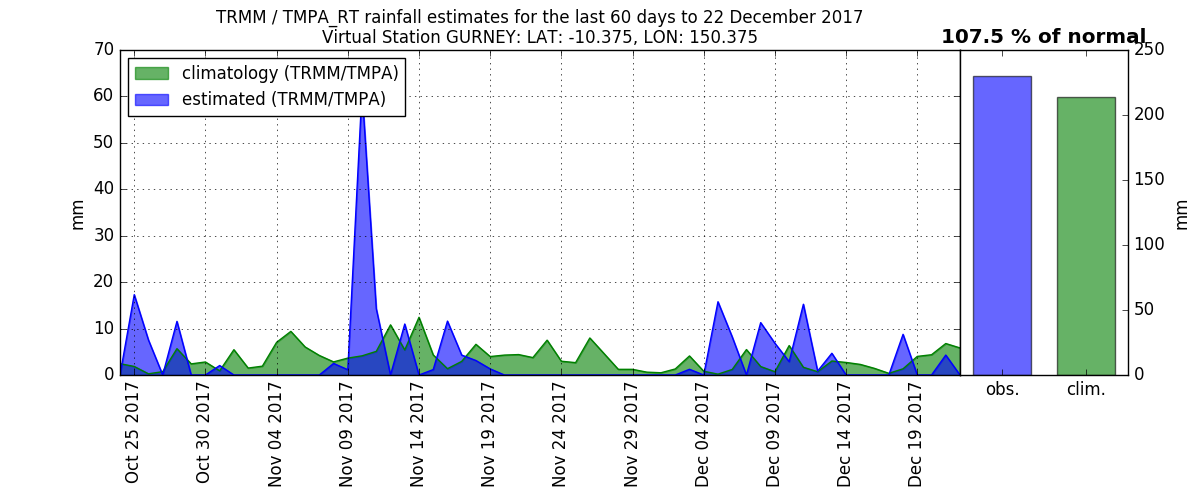 TRMM / TMPA_RT rainfall estimates for the last 60 days to 22 December 2017
Virtual Station GURNEY: LAT: -10.375, LON: 150.375
107.5 % of normal
climatology (TRMM/TMPA)
estimated (TRMM/TMPA)
mm
70
60
50
40
30
20
10
0
Oct 25 2017
Oct 30 2017
Nov 04 2017
Nov 09 2017
Nov 14 2017
Nov 19 2017
Nov 24 2017
Nov 29 2017
Dec 04 2017
Dec 09 2017
Dec 14 2017
Dec 19 2017
obs.
clim.
250
200
150
100
50
0
mm